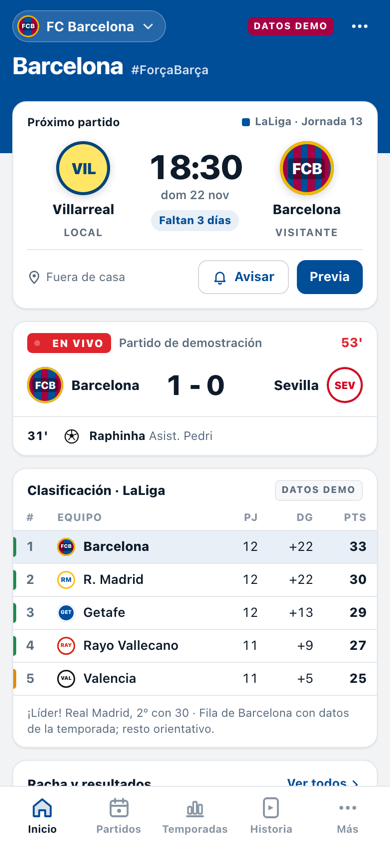 FCB FC Barcelona DATOS DEMO
Barcelona #ForçaBarça
Próximo partido LaLiga · Jornada 13
VIL 18:30 FCB
dom 22 nov
Villarreal Faltan 3 días Barcelona
LOCAL VISITANTE
Fuera de casa Avisar Previa
EN VIVO Partido de demostración 53'
FCB Barcelona 1 - 0 Sevilla SEV
31' Raphinha Asist. Pedri
Clasificación · LaLiga DATOS DEMO
# EQUIPO PJ DG PTS
1 FCB Barcelona 12 +22 33
2 RM R. Madrid 12 +22 30
3 GET Getafe 12 +13 29
4 RAY Rayo Vallecano 11 +9 27
5 VAL Valencia 11 +5 25
¡Líder! Real Madrid, 2º con 30 · Fila de Barcelona con datos
de la temporada; resto orientativo.
Racha y resultados Ver todos
Inicio Partidos Temporadas Historia Más